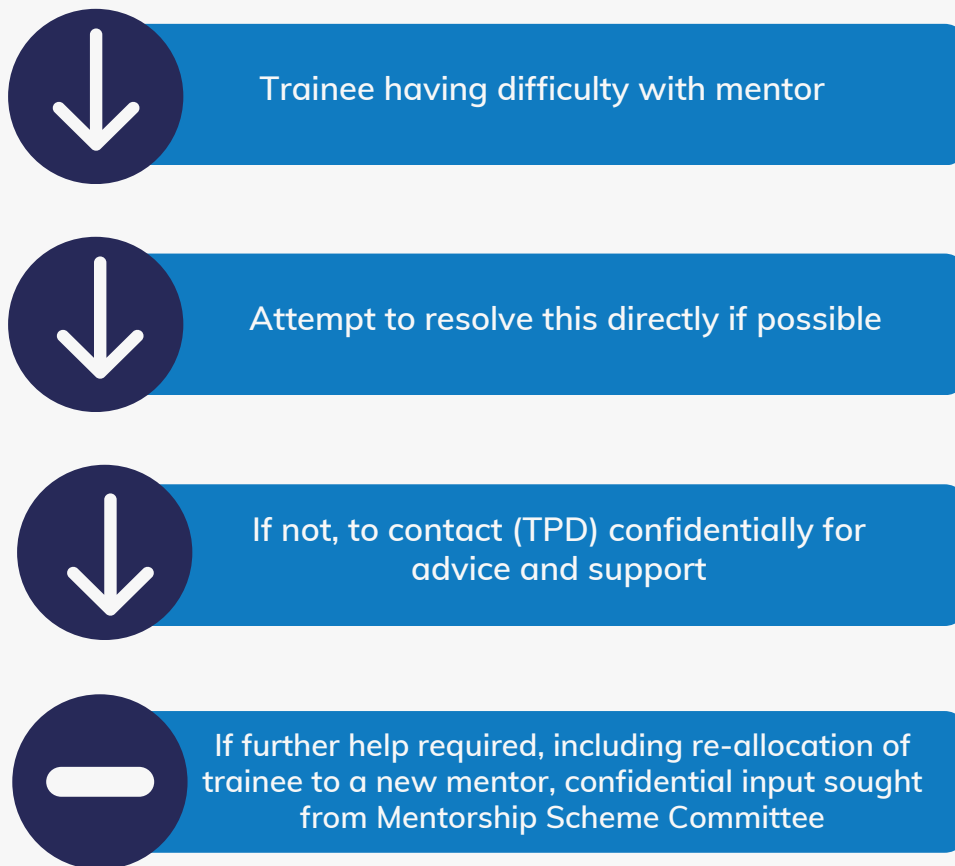 Trainee having difficulty with mentor
Attempt to resolve this directly if possible
If not, to contact (TPD) confidentially for
advice and support
If further help required, including re-allocation of
trainee to a new mentor, confidential input sought
from Mentorship Scheme Committee